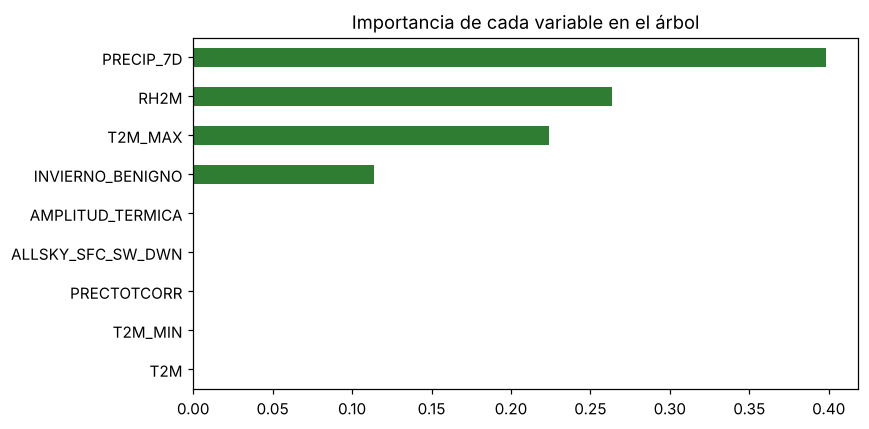 Importancia de cada variable en el árbol
PRECIP_7D
RH2M
T2M_MAX
INVIERNO_BENIGNO
AMPLITUD_TERMICA
ALLSKY_SFC_SW_DWN
PRECTOTCORR
T2M_MIN
T2M
0.00 0.05 0.10 0.15 0.20 0.25 0.30 0.35 0.40